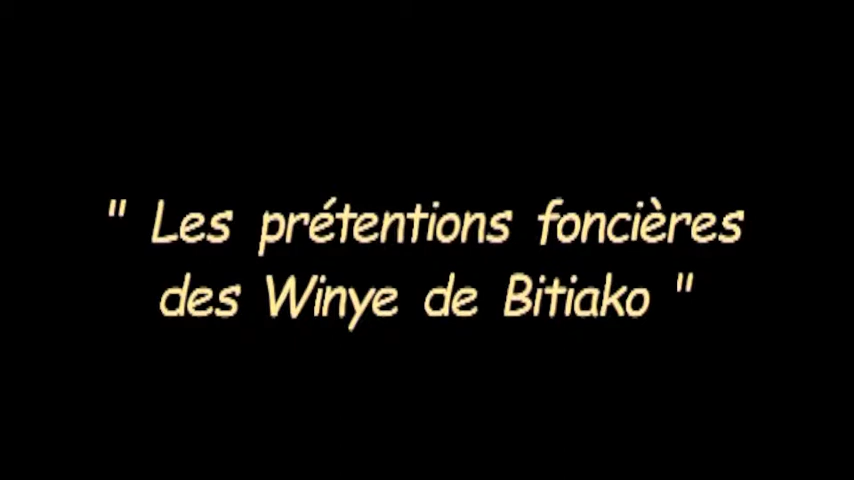 " Les prétentions foncières
des Winye de Bitiako "